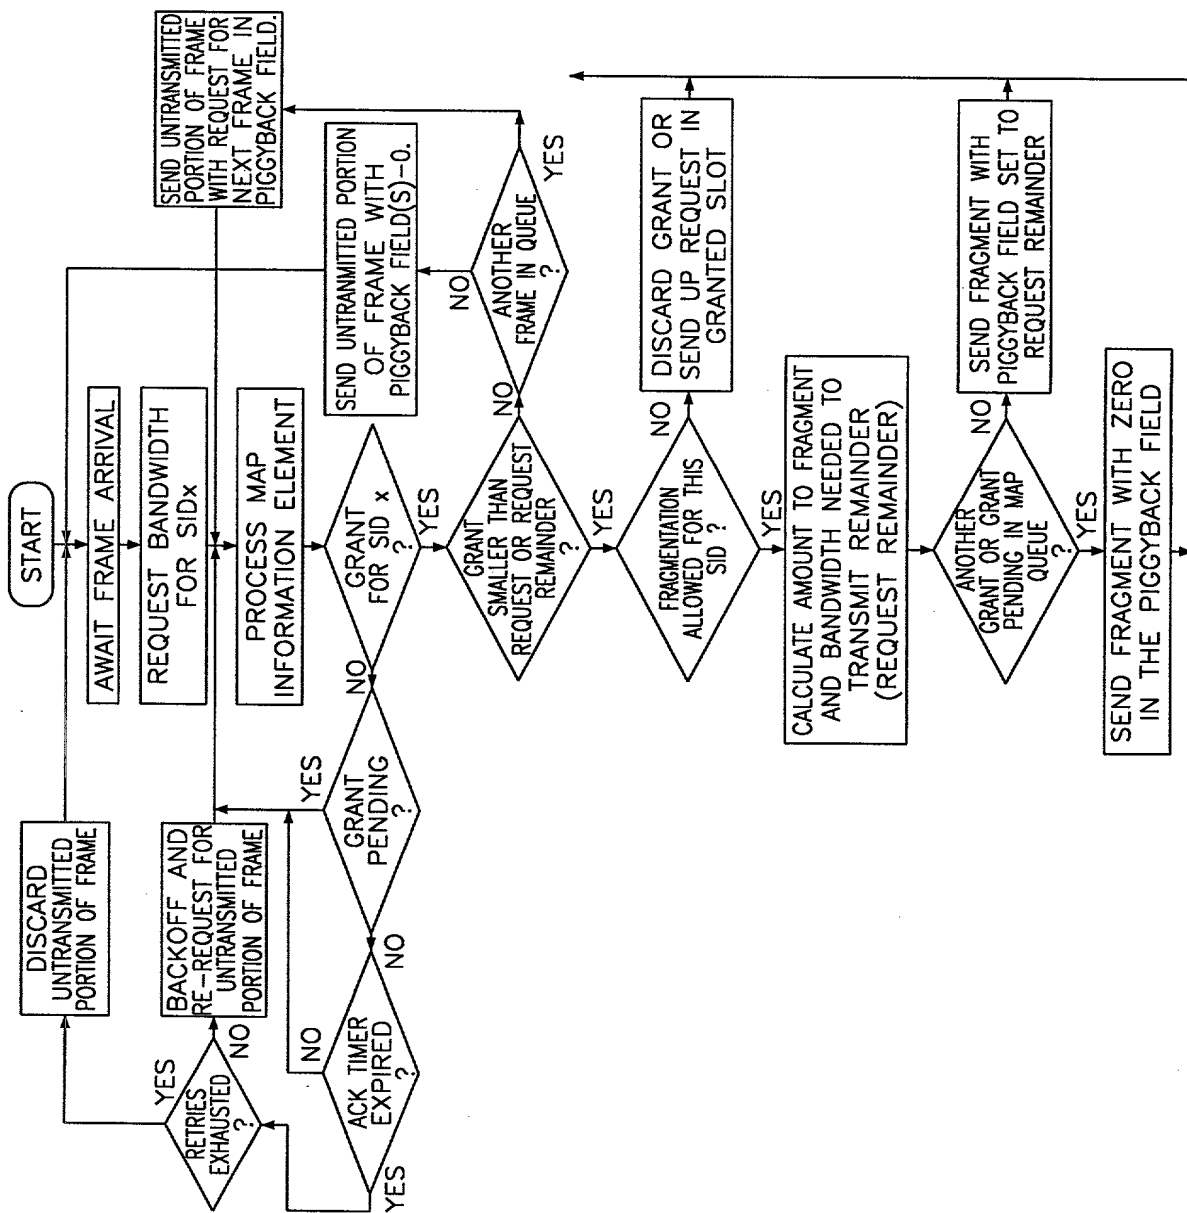 START
AWAIT FRAME ARRIVAL
REQUEST BANDWIDTH
FOR SIDx
PROCESS MAP
INFORMATION ELEMENT
GRANT
FOR SID x
?
NO
YES
GRANT
PENDING
?
YES
NO
ACK TIMER
EXPIRED
?
NO
YES
RETRIES
EXHAUSTED
?
YES
NO
DISCARD
UNTRANSMITTED
PORTION OF FRAME
BACKOFF AND
RE-REQUEST FOR
UNTRANSMITTED
PORTION OF FRAME
GRANT
SMALLER THAN
REQUEST OR REQUEST
REMAINDER
?
NO
YES
ANOTHER
FRAME IN QUEUE
?
NO
YES
SEND UNTRANMITTED PORTION
OF FRAME WITH
PIGGYBACK FIELD(S)-0.
SEND UNTRANSMITTED
PORTION OF FRAME
WITH REQUEST FOR
NEXT FRAME IN
PIGGYBACK FIELD.
FRAGMENTATION
ALLOWED FOR THIS
SID ?
NO
YES
DISCARD GRANT OR
SEND UP REQUEST IN
GRANTED SLOT
CALCULATE AMOUNT TO FRAGMENT
AND BANDWIDTH NEEDED TO
TRANSMIT REMAINDER
(REQUEST REMAINDER)
ANOTHER
GRANT OR GRANT
PENDING IN MAP
QUEUE
?
NO
YES
SEND FRAGMENT WITH
PIGGYBACK FIELD SET TO
REQUEST REMAINDER
SEND FRAGMENT WITH ZERO
IN THE PIGGYBACK FIELD